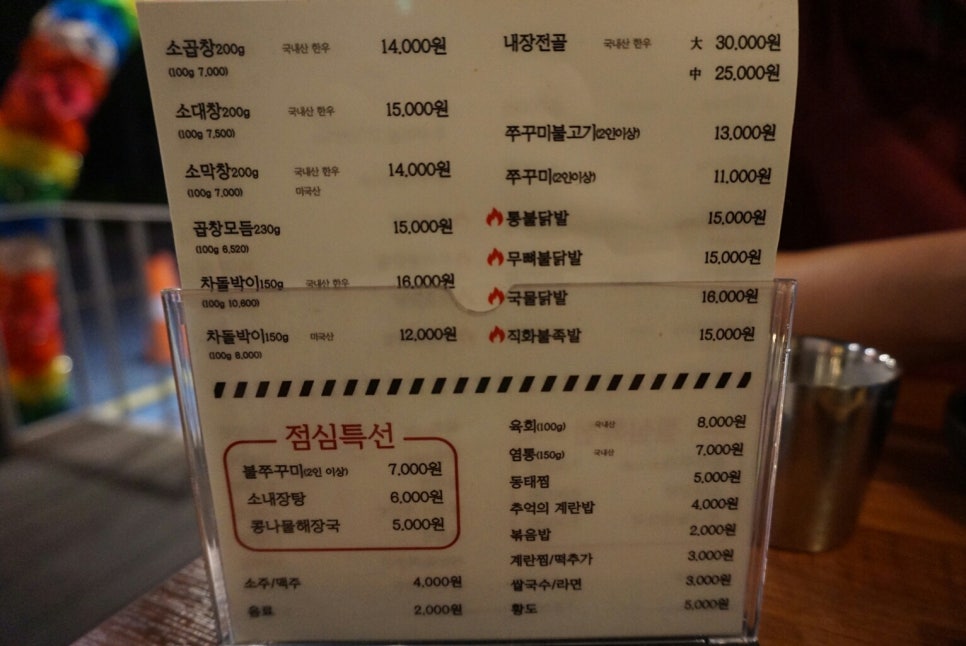 소곱창200g 국내산 한우 14,000원
(100g 7,000)
소대창200g 국내산 한우 15,000원
(100g 7,500)
소막창200g 국내산 한우 14,000원
(100g 7,000) 미국산
곱창모듬230g 15,000원
(100g 6,520)
차돌박이150g 국내산 한우 16,000원
(100g 10,600)
차돌박이150g 미국산 12,000원
(100g 8,000)
내장전골 국내산 한우 大 30,000원
中 25,000원
쭈꾸미불고기(2인이상) 13,000원
쭈꾸미(2인이상) 11,000원
통불닭발 15,000원
무뼈불닭발 15,000원
국물닭발 16,000원
직화불족발 15,000원
점심특선
불쭈꾸미(2인 이상) 7,000원
소내장탕 6,000원
콩나물해장국 5,000원
소주/맥주 4,000원
음료 2,000원
육회(100g) 국내산 8,000원
염통(150g) 국내산 7,000원
동태찜 5,000원
추억의 계란밥 4,000원
볶음밥 2,000원
계란찜/떡추가 3,000원
쌀국수/라면 3,000원
황도 5,000원